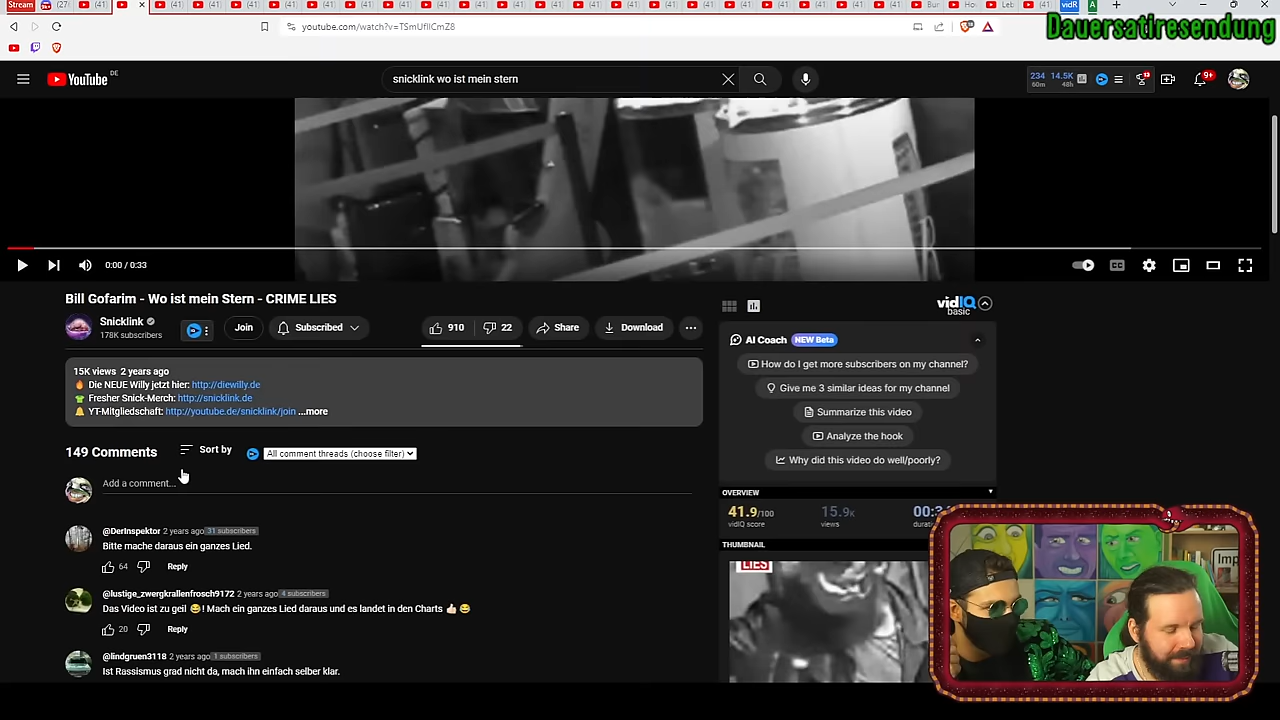 Stream
Dauersatiresendung
youtube.com/watch?v=TSmUfIlCmZ8
YouTube DE
snicklink wo ist mein stern
234 60m
14.5K 48h
9+
0:00 / 0:33
Bill Gofarim - Wo ist mein Stern - CRIME LIES
Snicklink
178K subscribers
Join
Subscribed
910
22
Share
Download
15K views 2 years ago
Die NEUE Willy jetzt hier: http://diewilly.de
Fresher Snick-Merch: http://snicklink.de
YT-Mitgliedschaft: http://youtube.de/snicklink/join ...more
149 Comments
Sort by
All comment threads (choose filter)
Add a comment...
@DerInspektor 2 years ago 31 subscribers
Bitte mache daraus ein ganzes Lied.
64
Reply
@lustige_zwergkrallenfrosch9172 2 years ago 4 subscribers
Das Video ist zu geil 😂! Mach ein ganzes Lied daraus und es landet in den Charts 👍🏻😂
20
Reply
@lindgruen3118 2 years ago 1 subscribers
Ist Rassismus grad nicht da, mach ihn einfach selber klar.
vidIQ
basic
AI Coach NEW Beta
How do I get more subscribers on my channel?
Give me 3 similar ideas for my channel
Summarize this video
Analyze the hook
Why did this video do well/poorly?
OVERVIEW
41.9/100
vidIQ score
15.9k
views
THUMBNAIL
LIES